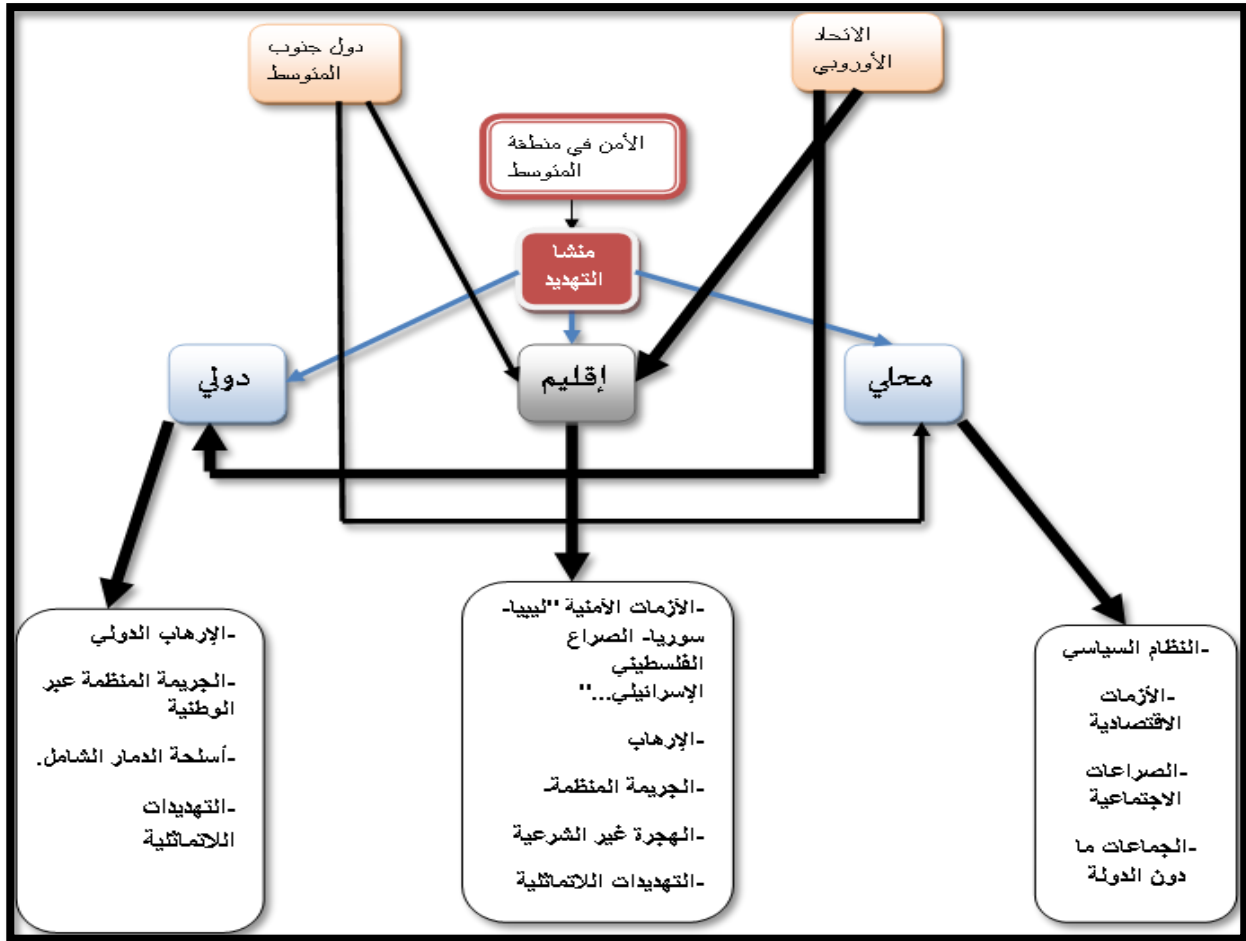 الاتحاد
الأوروبي
دول جنوب
المتوسط
الأمن في منطقة
المتوسط
منشا
التهديد
محلي
إقليم
دولي
-النظام السياسي
-الأزمات
الاقتصادية
-الصراعات
الاجتماعية
-الجماعات ما
دون الدولة
-الأزمات الأمنية "ليبيا-
سوريا- الصراع
الفلسطيني
الإسرائيلي..."
-الإرهاب
-الجريمة المنظمة
-الهجرة غير الشرعية
-التهديدات اللاتماثلية
-الإرهاب الدولي
-الجريمة المنظمة عبر
الوطنية
-أسلحة الدمار الشامل.
-التهديدات
اللاتماثلية